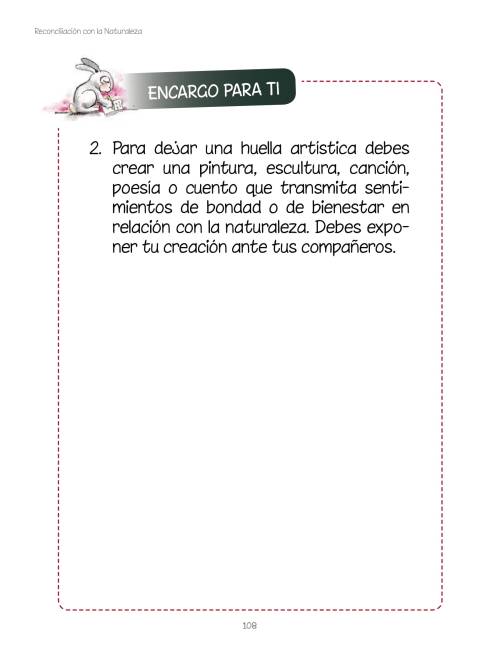 Reconciliación con la Naturaleza
ENCARGO PARA TI
2. Para dejar una huella artística debes
crear una pintura, escultura, canción,
poesía o cuento que transmita senti-
mientos de bondad o de bienestar en
relación con la naturaleza. Debes expo-
ner tu creación ante tus compañeros.
108